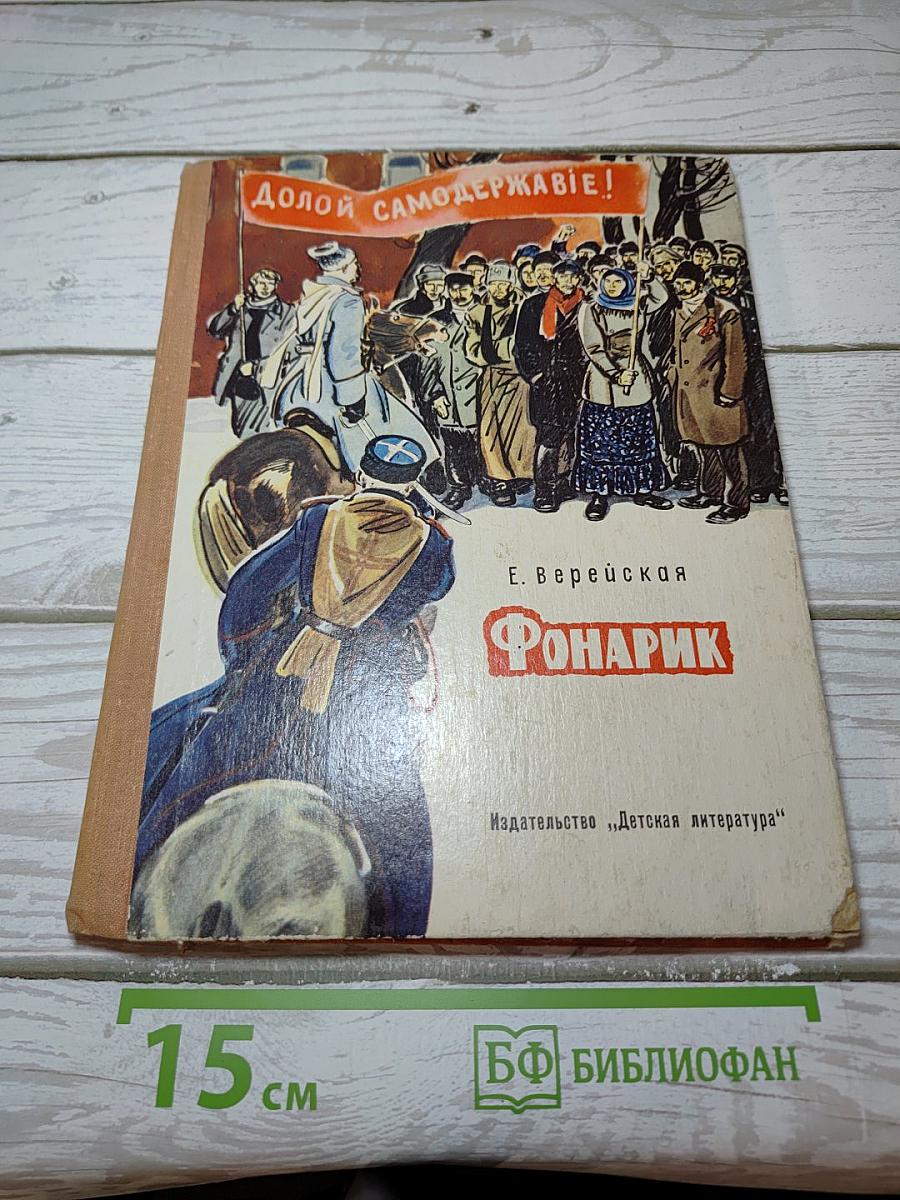 Долой самодержавiе!
Е. Верейская
Фонарик
Издательство „Детская литература“
15 см
БФ БИБЛИОФАН